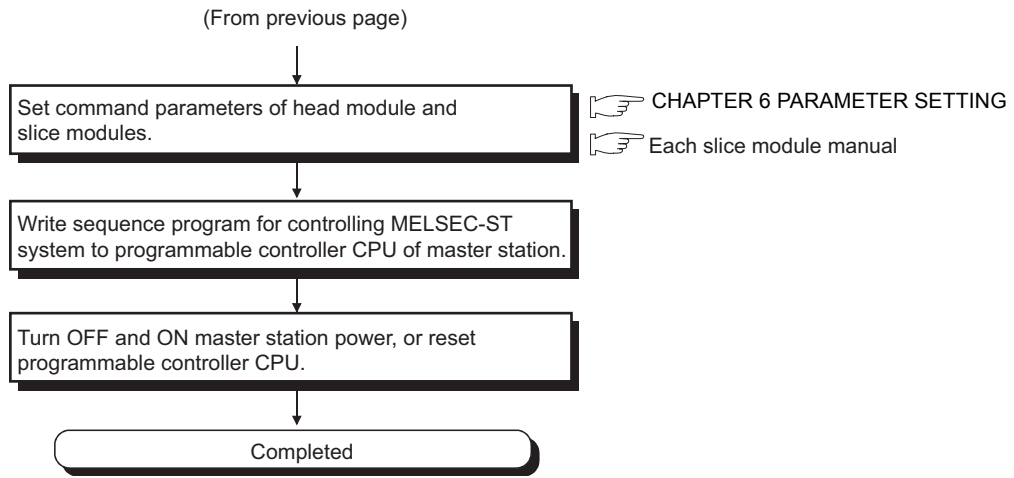 (From previous page)
Set command parameters of head module and
slice modules.
CHAPTER 6 PARAMETER SETTING
Each slice module manual
Write sequence program for controlling MELSEC-ST
system to programmable controller CPU of master station.
Turn OFF and ON master station power, or reset
programmable controller CPU.
Completed